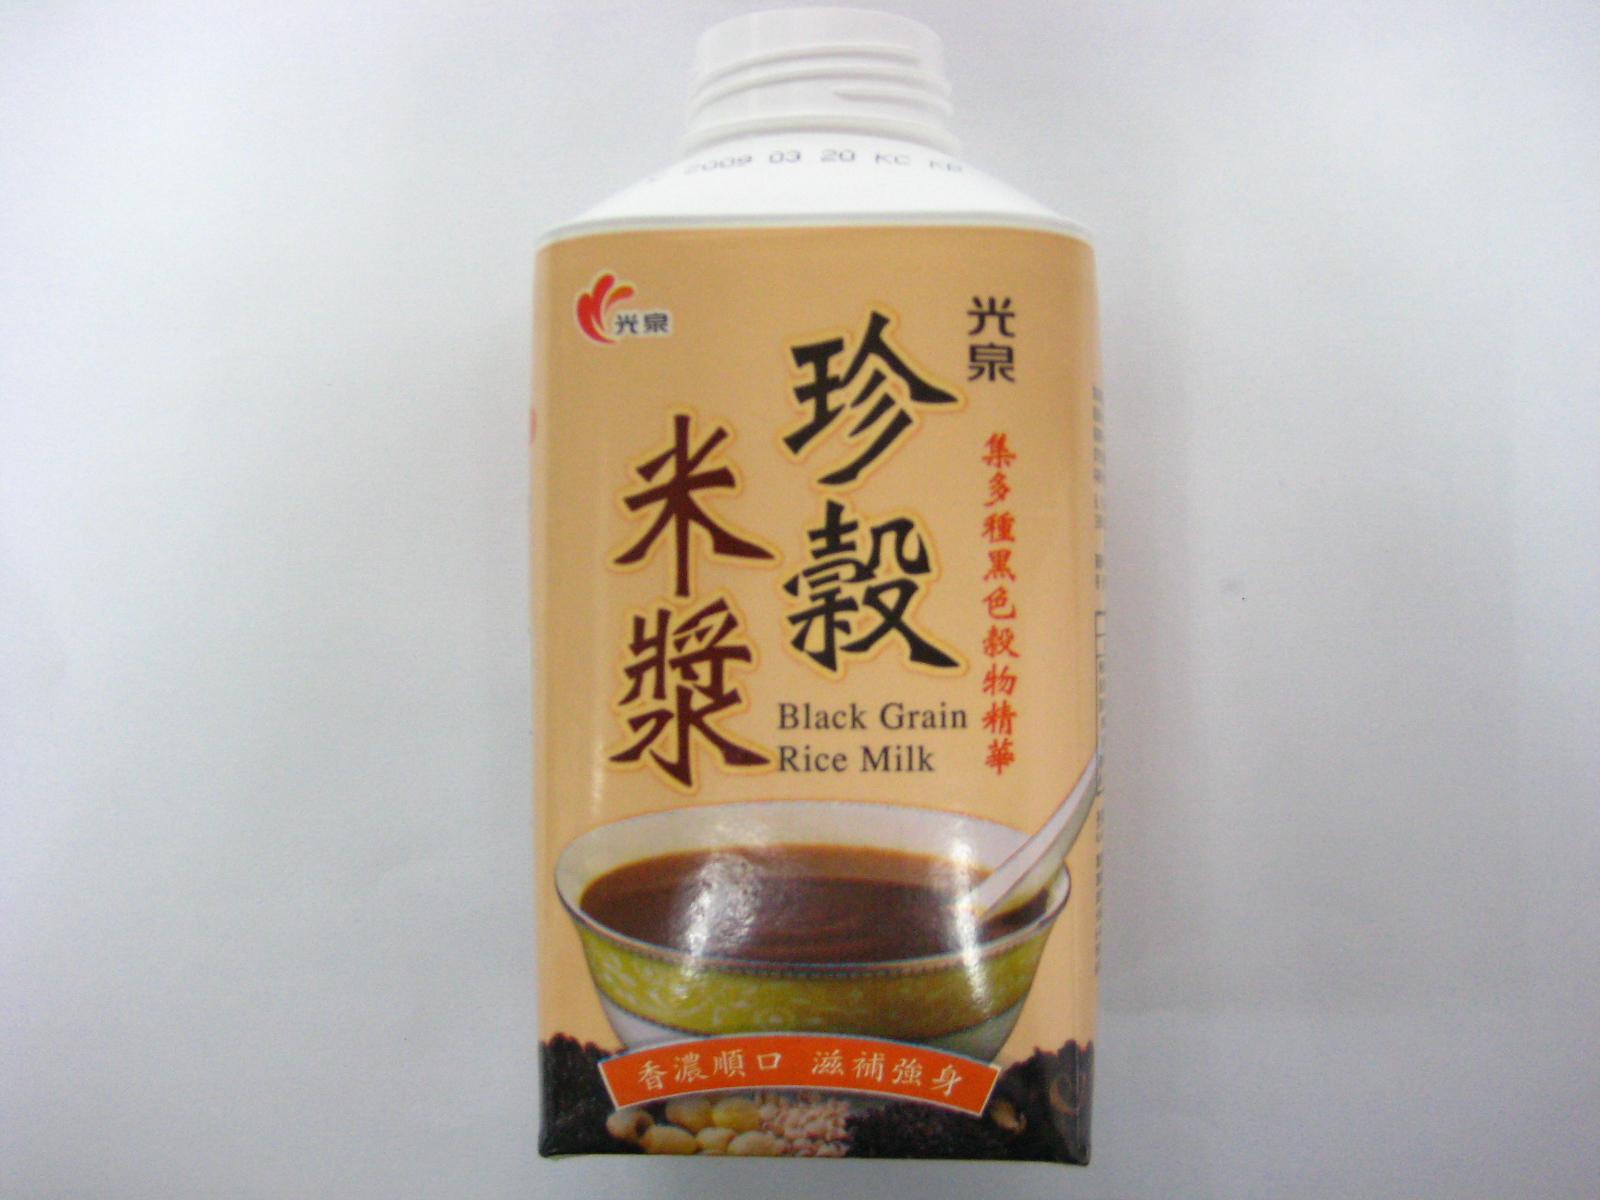 2009 03 20 KC KB
光泉
光泉
珍穀
米漿
集多種黑色穀物精華
Black Grain
Rice Milk
香濃順口 滋補強身